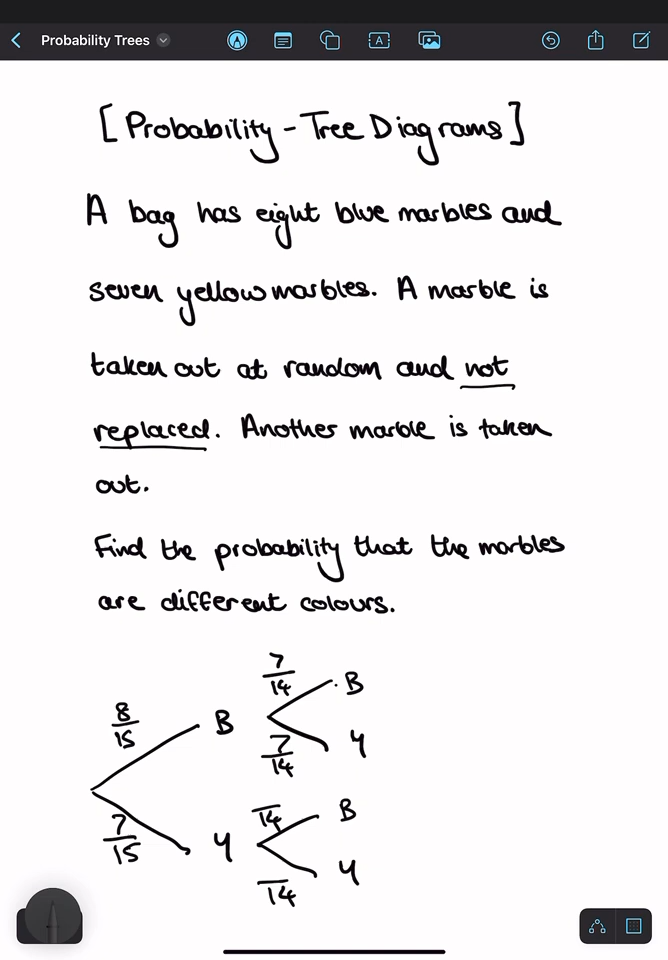 Probability Trees
[Probability - Tree Diagrams]
A bag has eight blue marbles and
seven yellow marbles. A marble is
taken out at random and not
replaced. Another marble is taken
out.
Find the probability that the marbles
are different colours.
7/14 B
8/15 B
7/14 Y
/14 B
7/15 Y
/14 Y